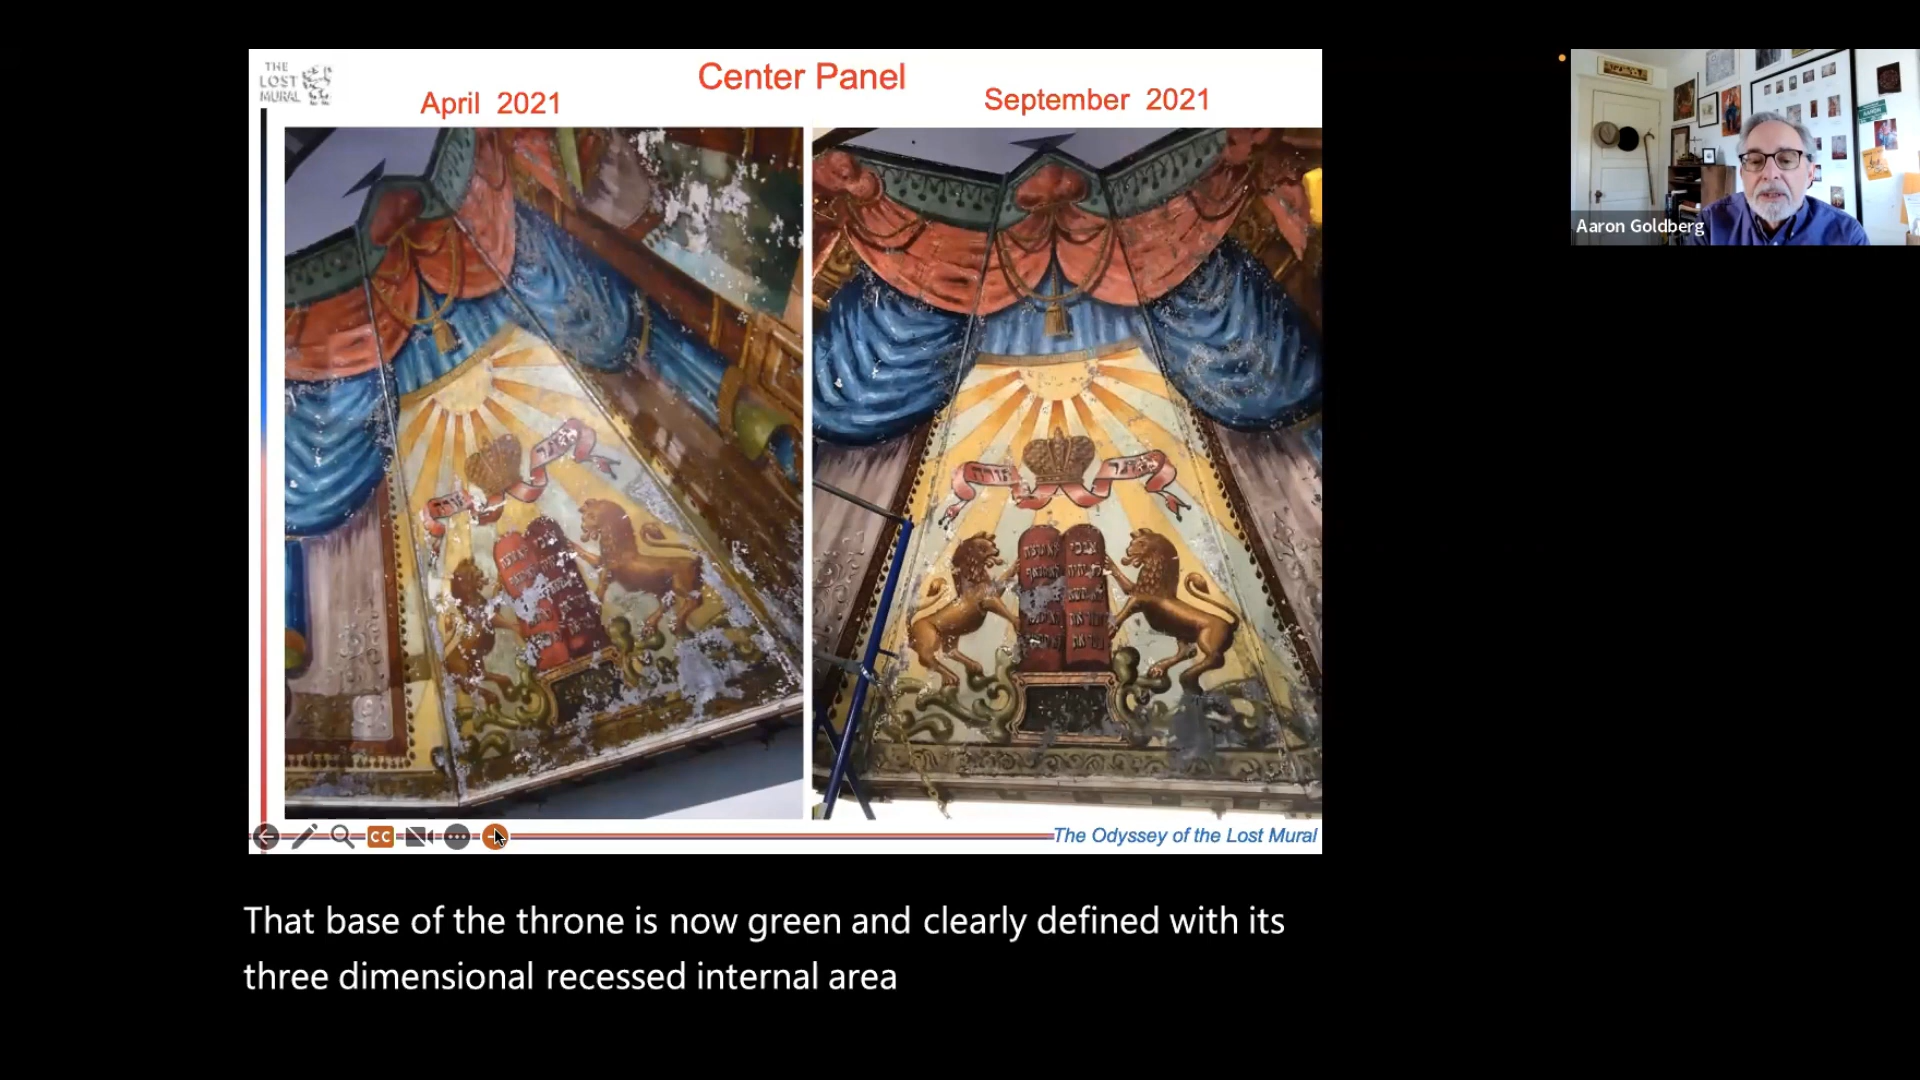 THE
LOST
MURAL
Center Panel
April 2021
September 2021
Aaron Goldberg
CC
The Odyssey of the Lost Mural
That base of the throne is now green and clearly defined with its
three dimensional recessed internal area